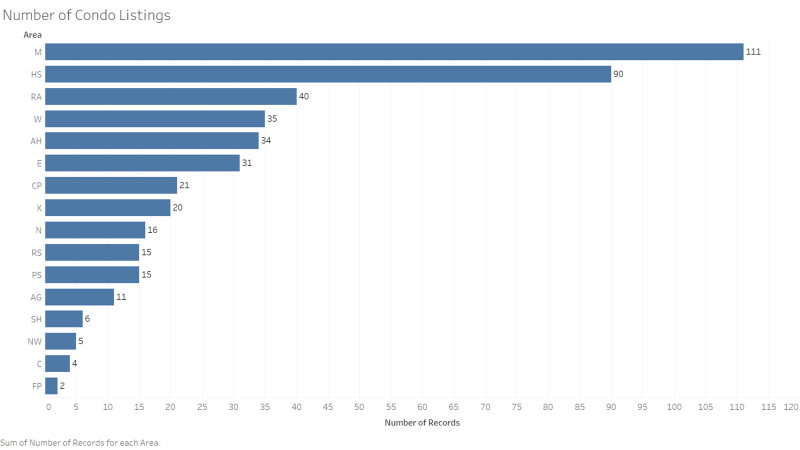 Number of Condo Listings
Area
M 111
HS 90
RA 40
W 35
AH 34
E 31
CP 21
K 20
N 16
RS 15
PS 15
AG 11
SH 6
NW 5
C 4
FP 2
0 5 10 15 20 25 30 35 40 45 50 55 60 65 70 75 80 85 90 95 100 105 110 115 120
Number of Records
Sum of Number of Records for each Area.